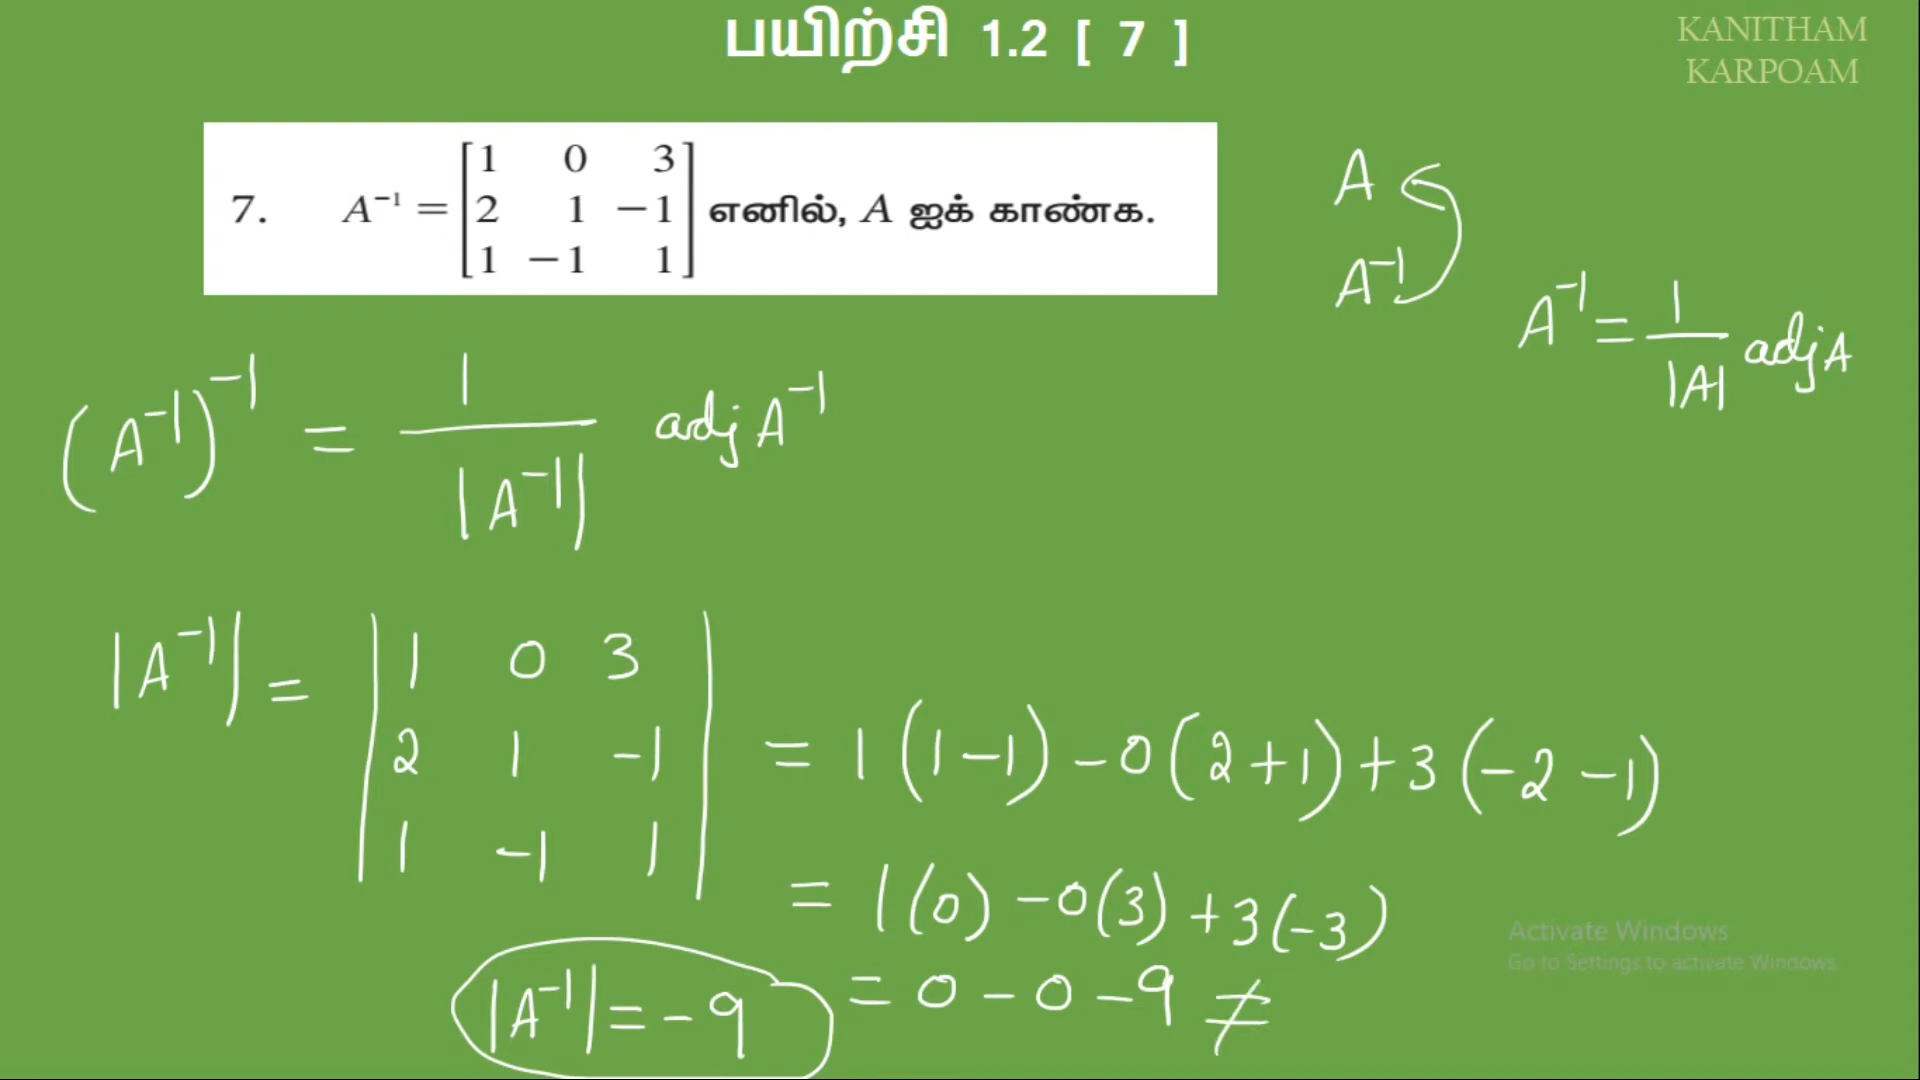 பயிற்சி 1.2 [ 7 ]
KANITHAM
KARPOAM
7. A⁻¹ = [1 0 3
2 1 −1
1 −1 1] எனில், A ஐக் காண்க.
A
A⁻¹
A⁻¹ = 1/|A| adj A
(A⁻¹)⁻¹ = 1/|A⁻¹| adj A⁻¹
|A⁻¹| = | 1 0 3 |
| 2 1 -1 | = 1(1-1) - 0(2+1) + 3(-2-1)
| 1 -1 1 |
= 1(0) - 0(3) + 3(-3)
= 0 - 0 - 9 ≠
|A⁻¹| = -9
Activate Windows
Go to Settings to activate Windows.